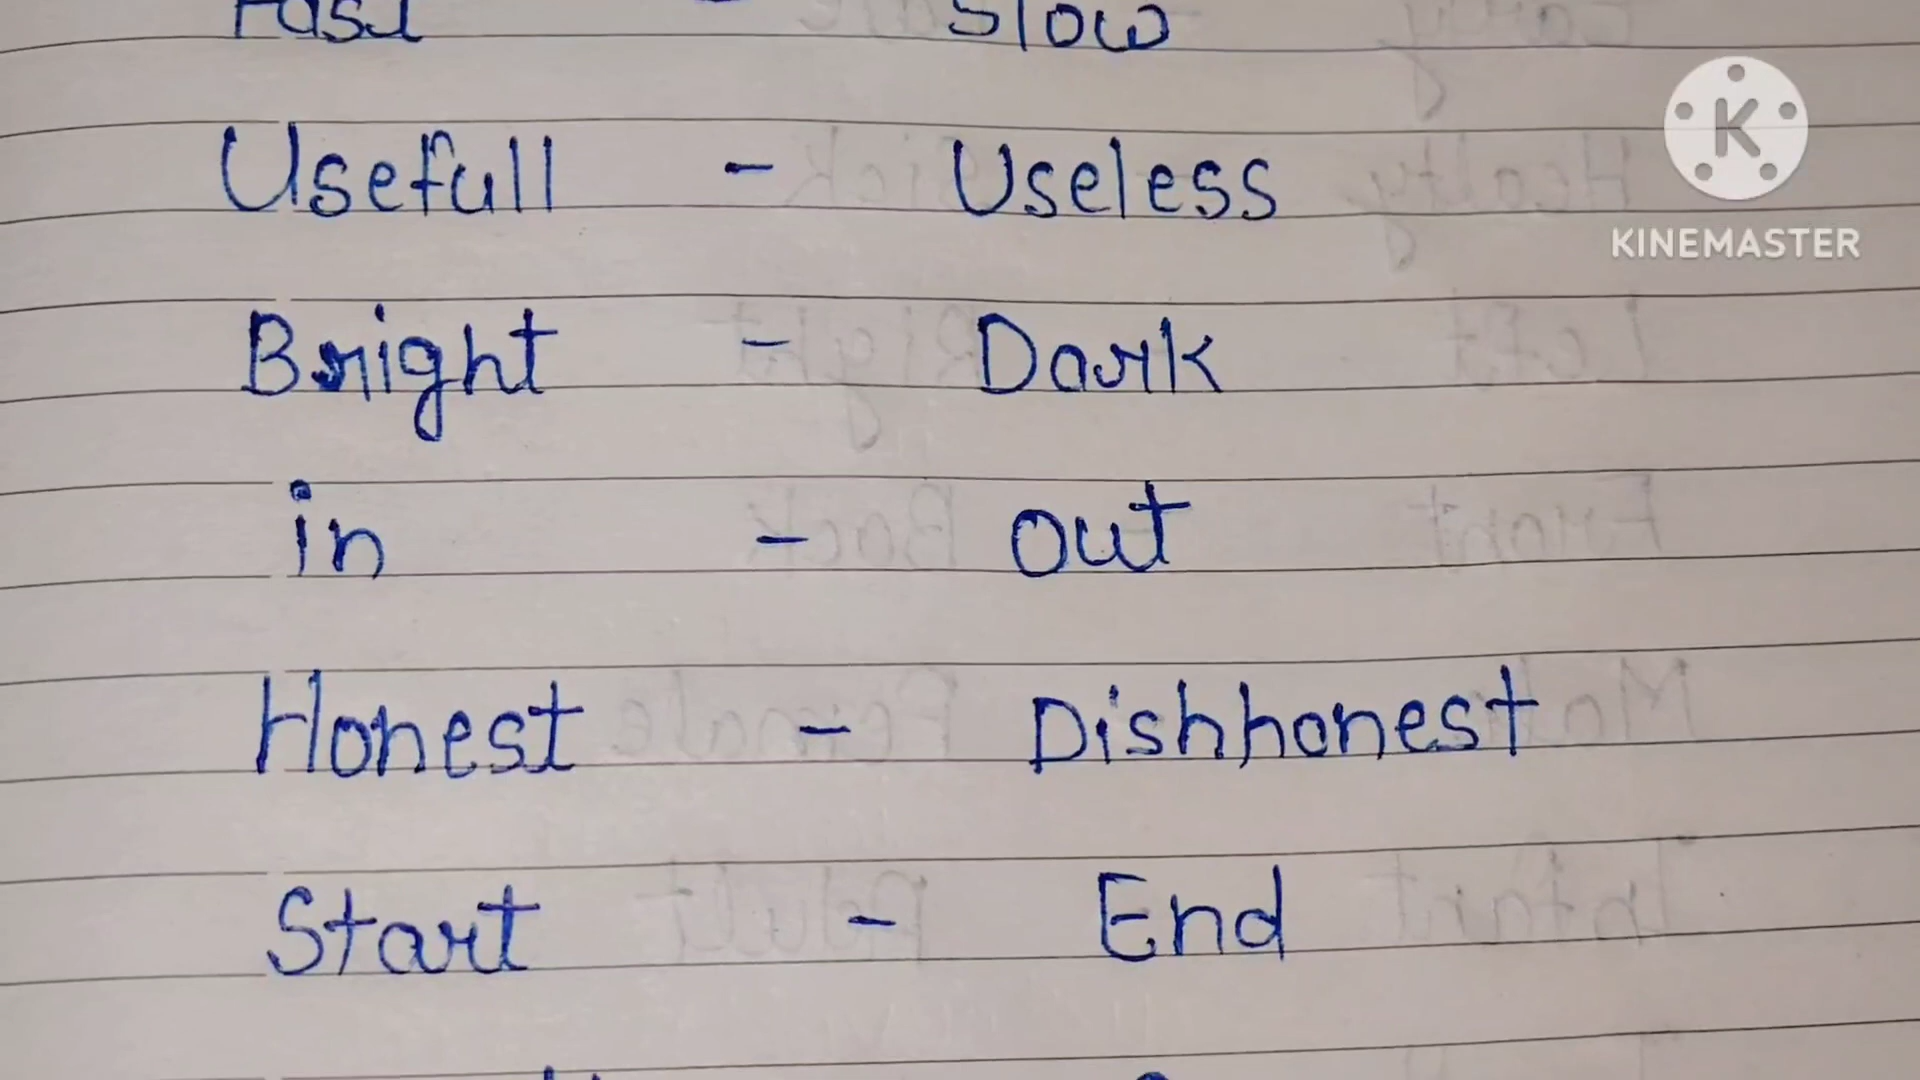 Fast - Slow
Usefull - Useless
Bright - Dark
in - out
Honest - Dishhonest
Start - End
KINEMASTER